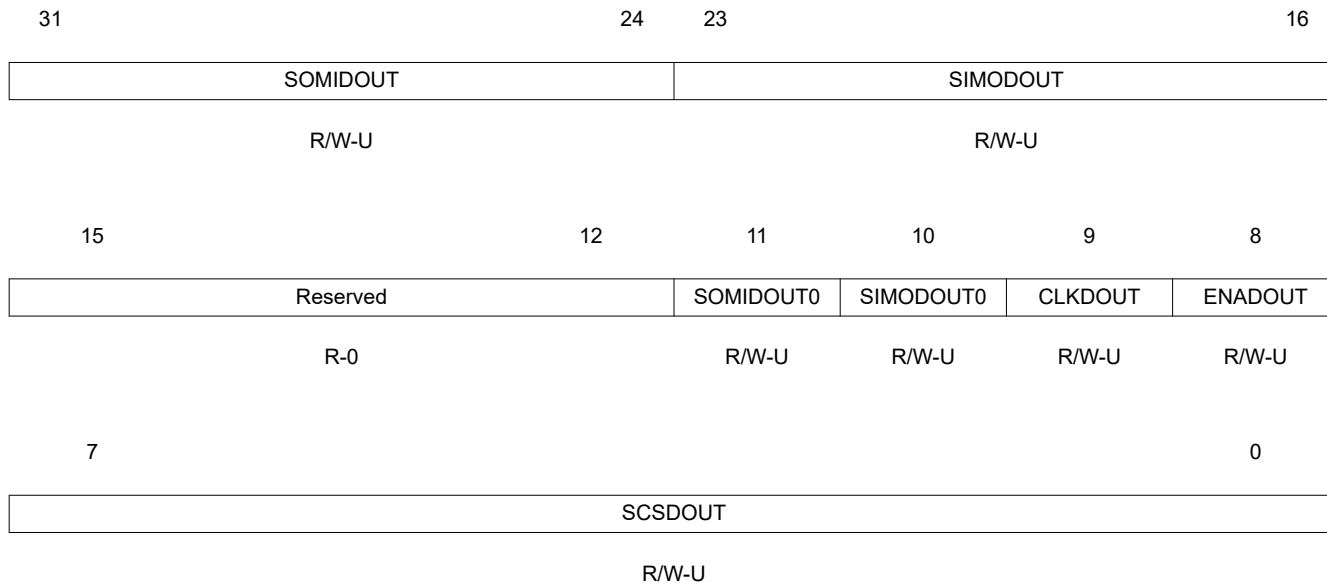 31 24 23 16
SOMIDOUT SIMODOUT
R/W-U R/W-U
15 12 11 10 9 8
Reserved SOMIDOUT0 SIMODOUT0 CLKDOUT ENADOUT
R-0 R/W-U R/W-U R/W-U R/W-U
7 0
SCSDOUT
R/W-U